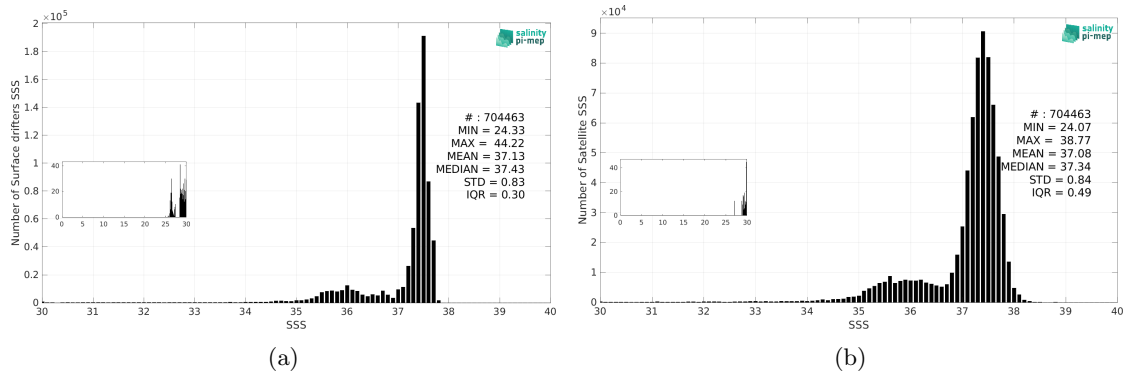 ×10⁵
2
1.8
1.6
1.4
1.2
1
0.8
0.6
0.4
0.2
0
Number of Surface drifters SSS
salinity
pi-mep
# : 704463
MIN = 24.33
MAX = 44.22
MEAN = 37.13
MEDIAN = 37.43
STD = 0.83
IQR = 0.30
40
20
0
0 5 10 15 20 25 30
30 31 32 33 34 35 36 37 38 39 40
SSS
(a)
×10⁴
9
8
7
6
5
4
3
2
1
0
Number of Satellite SSS
salinity
pi-mep
# : 704463
MIN = 24.07
MAX = 38.77
MEAN = 37.08
MEDIAN = 37.34
STD = 0.84
IQR = 0.49
40
20
0
0 5 10 15 20 25 30
30 31 32 33 34 35 36 37 38 39 40
SSS
(b)